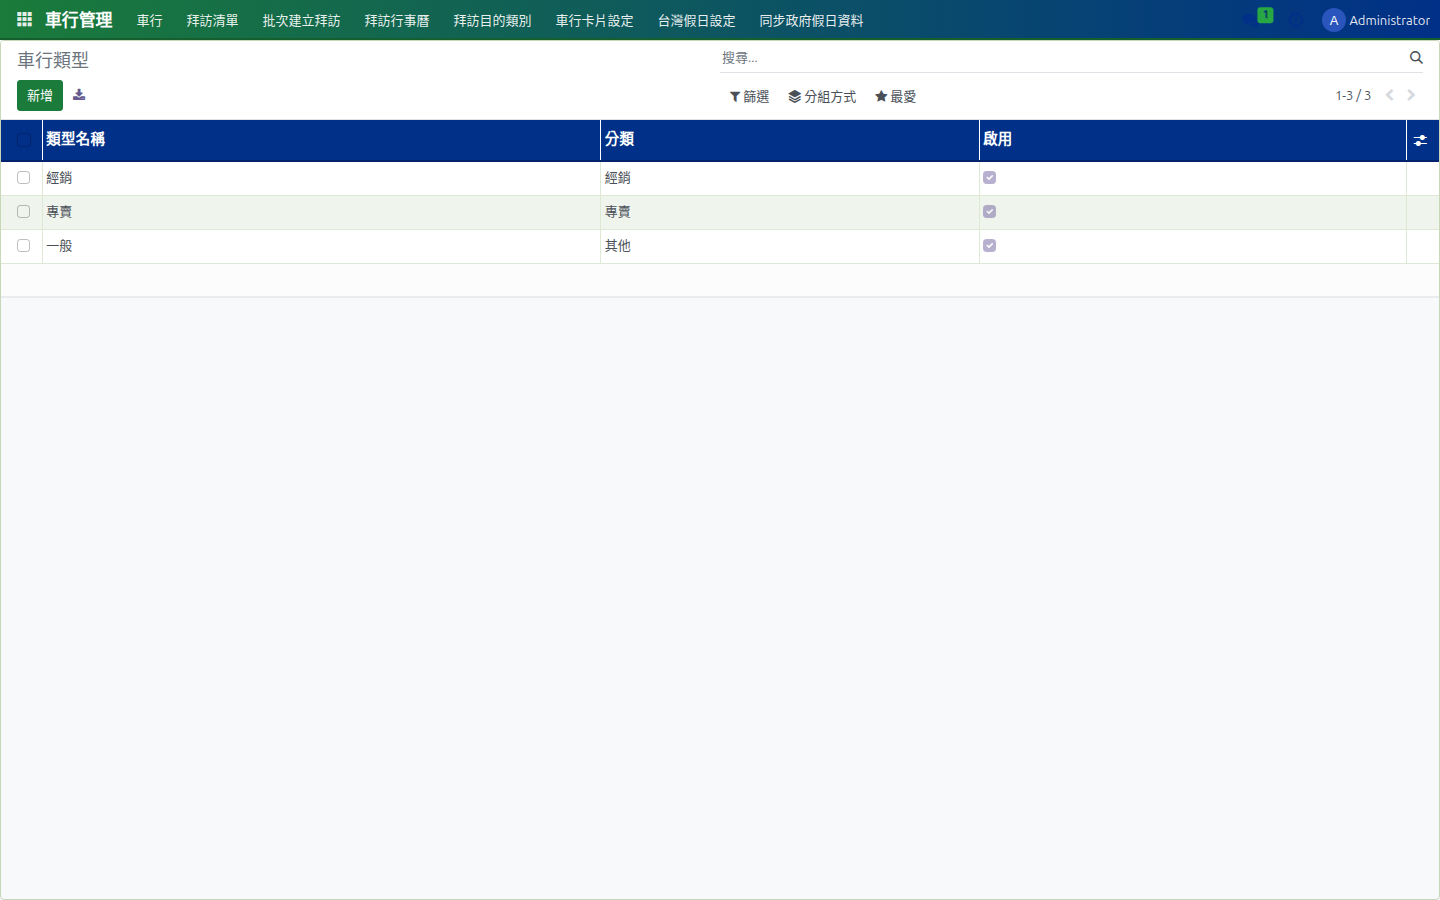 車行管理 車行 拜訪清單 批次建立拜訪 拜訪行事曆 拜訪目的類別 車行卡片設定 台灣假日設定 同步政府假日資料 1 A Administrator
車行類型 搜尋...
新增 篩選 分組方式 最愛 1-3 / 3
類型名稱 分類 啟用
經銷 經銷
專賣 專賣
一般 其他